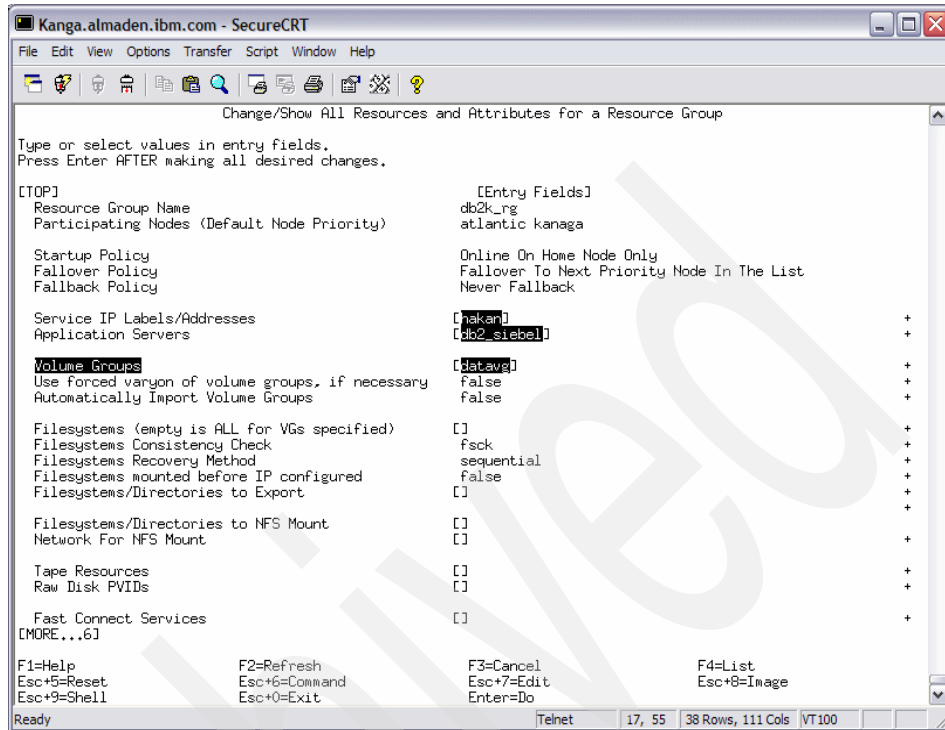 Kanga.almaden.ibm.com - SecureCRT
File Edit View Options Transfer Script Window Help
Change/Show All Resources and Attributes for a Resource Group
Type or select values in entry fields.
Press Enter AFTER making all desired changes.
[TOP] [Entry Fields]
Resource Group Name db2k_rg
Participating Nodes (Default Node Priority) atlantic kanaga
Startup Policy Online On Home Node Only
Fallover Policy Fallover To Next Priority Node In The List
Fallback Policy Never Fallback
Service IP Labels/Addresses [hakan] +
Application Servers [db2_siebel] +
Volume Groups [datavg] +
Use forced varyon of volume groups, if necessary false +
Automatically Import Volume Groups false +
Filesystems (empty is ALL for VGs specified) [] +
Filesystems Consistency Check fsck +
Filesystems Recovery Method sequential +
Filesystems mounted before IP configured false +
Filesystems/Directories to Export [] +
+
Filesystems/Directories to NFS Mount [] +
Network For NFS Mount [] +
Tape Resources [] +
Raw Disk PVIDs [] +
Fast Connect Services [] +
[MORE...6]
F1=Help F2=Refresh F3=Cancel F4=List
Esc+5=Reset Esc+6=Command Esc+7=Edit Esc+8=Image
Esc+9=Shell Esc+0=Exit Enter=Do
Ready Telnet 17, 55 38 Rows, 111 Cols VT100